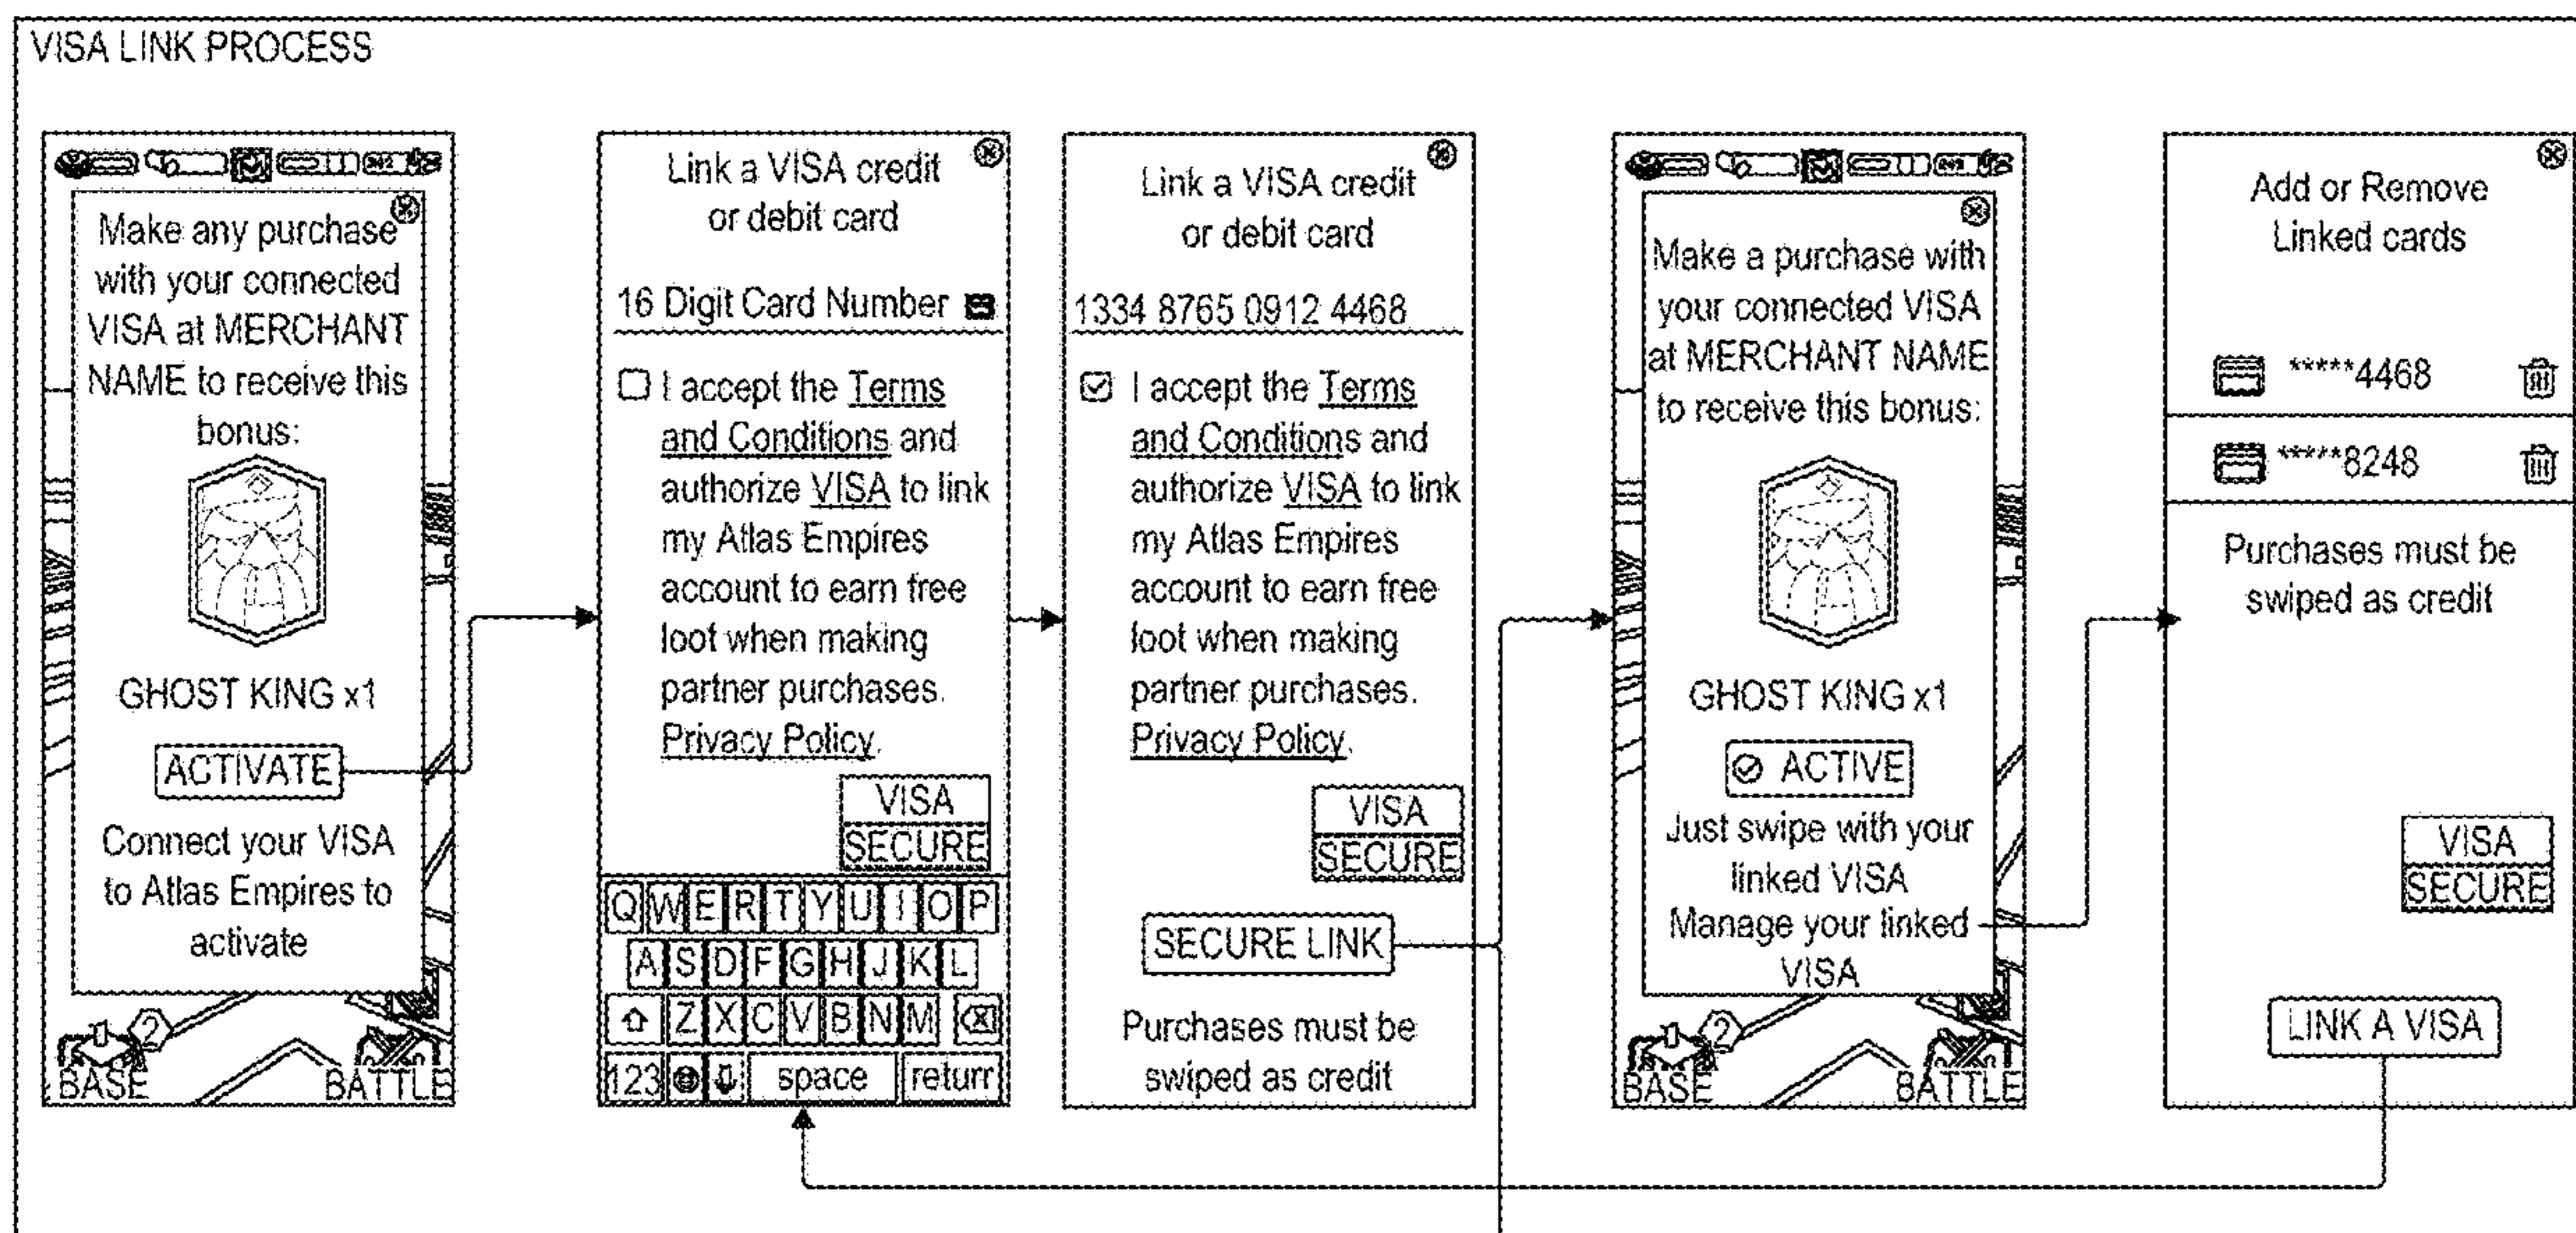 VISA LINK PROCESS
Make any purchase
with your connected
VISA at MERCHANT
NAME to receive this
bonus:
GHOST KING x1
ACTIVATE
Connect your VISA
to Atlas Empires to
activate
2
BASE
BATTLE
Link a VISA credit
or debit card
16 Digit Card Number
I accept the Terms
and Conditions and
authorize VISA to link
my Atlas Empires
account to earn free
loot when making
partner purchases.
Privacy Policy.
VISA
SECURE
Q W E R T Y U I O P
A S D F G H J K L
Z X C V B N M
123 space return
Link a VISA credit
or debit card
1334 8765 0912 4468
I accept the Terms
and Conditions and
authorize VISA to link
my Atlas Empires
account to earn free
loot when making
partner purchases.
Privacy Policy.
VISA
SECURE
SECURE LINK
Purchases must be
swiped as credit
Make a purchase with
your connected VISA
at MERCHANT NAME
to receive this bonus:
GHOST KING x1
ACTIVE
Just swipe with your
linked VISA
Manage your linked
VISA
2
BASE
BATTLE
Add or Remove
Linked cards
*****4468
*****8248
Purchases must be
swiped as credit
VISA
SECURE
LINK A VISA